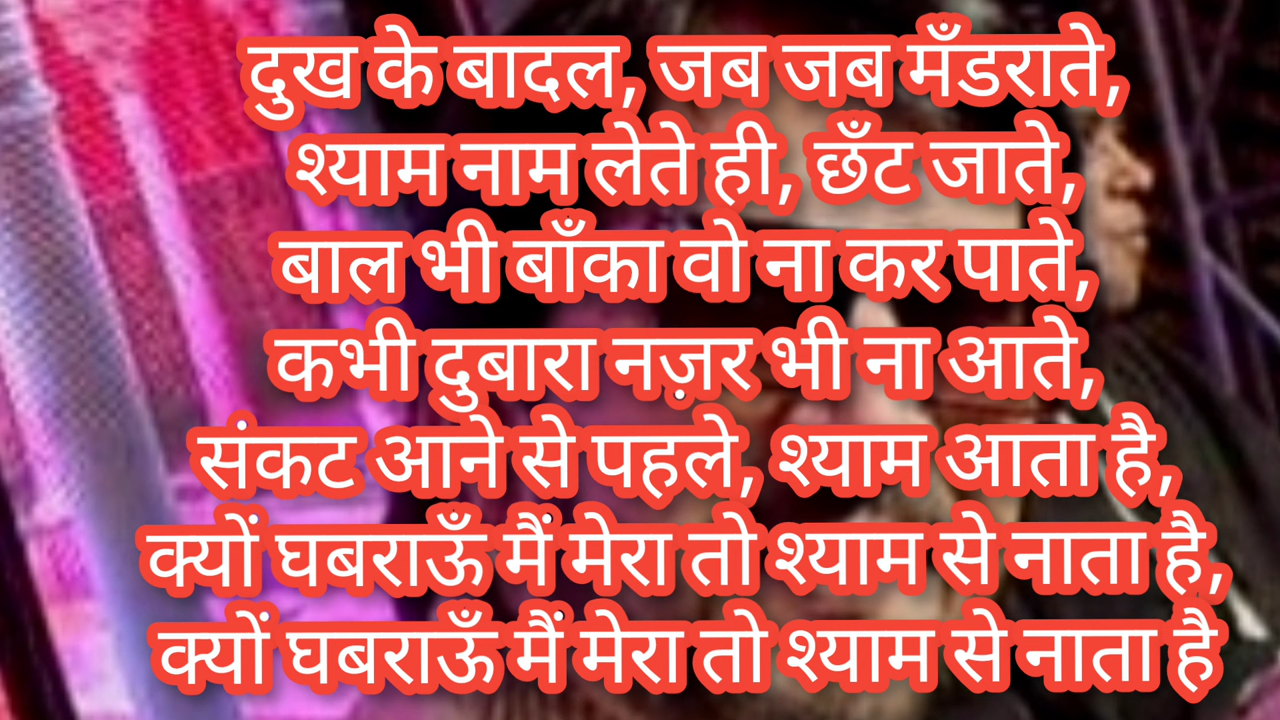 दुख के बादल, जब जब मँडराते,
श्याम नाम लेते ही, छँट जाते,
बाल भी बाँका वो ना कर पाते,
कभी दुबारा नज़र भी ना आते,
संकट आने से पहले, श्याम आता है,
क्यों घबराऊँ मैं मेरा तो श्याम से नाता है,
क्यों घबराऊँ मैं मेरा तो श्याम से नाता है